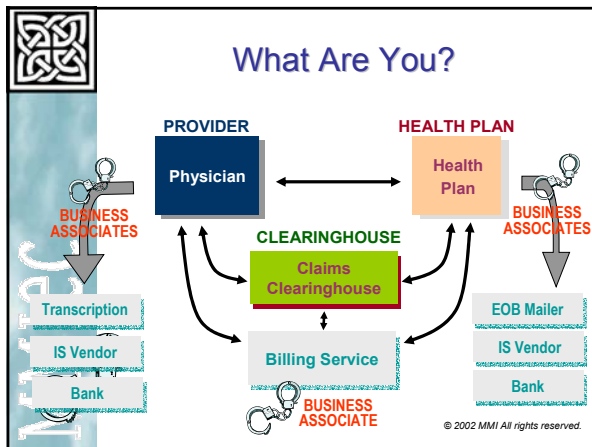 What Are You?
PROVIDER
HEALTH PLAN
Physician
Health
Plan
BUSINESS
ASSOCIATES
BUSINESS
ASSOCIATES
CLEARINGHOUSE
Claims
Clearinghouse
Transcription
IS Vendor
Bank
Billing Service
EOB Mailer
IS Vendor
Bank
BUSINESS
ASSOCIATE
© 2002 MMI All rights reserved.